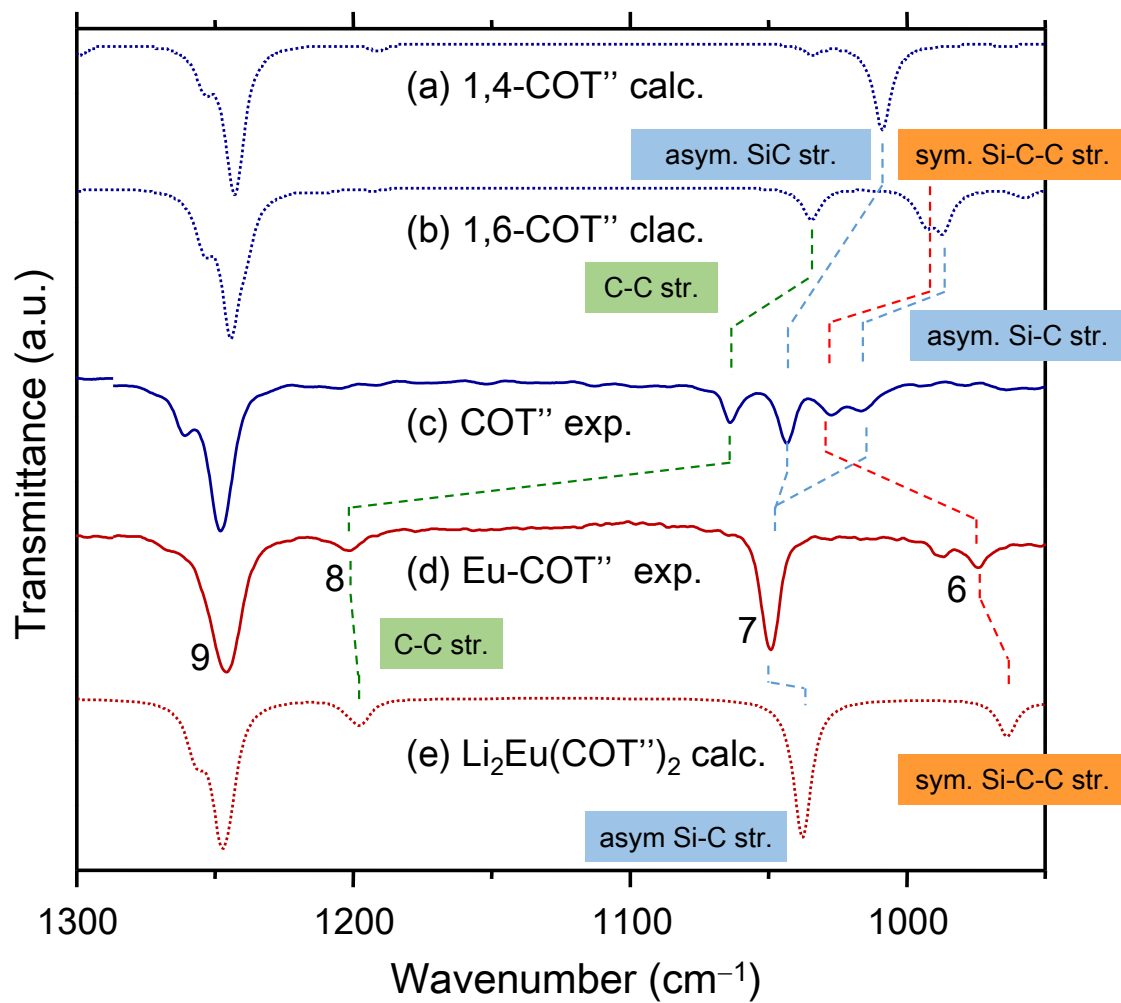 (a) 1,4-COT’’ calc.
asym. SiC str.
sym. Si-C-C str.
(b) 1,6-COT’’ clac.
C-C str.
asym. Si-C str.
(c) COT’’ exp.
8
(d) Eu-COT’’ exp.
6
9
C-C str.
7
(e) Li₂Eu(COT’’)₂ calc.
sym. Si-C-C str.
asym Si-C str.
Transmittance (a.u.)
1300
1200
1100
1000
Wavenumber (cm⁻¹)